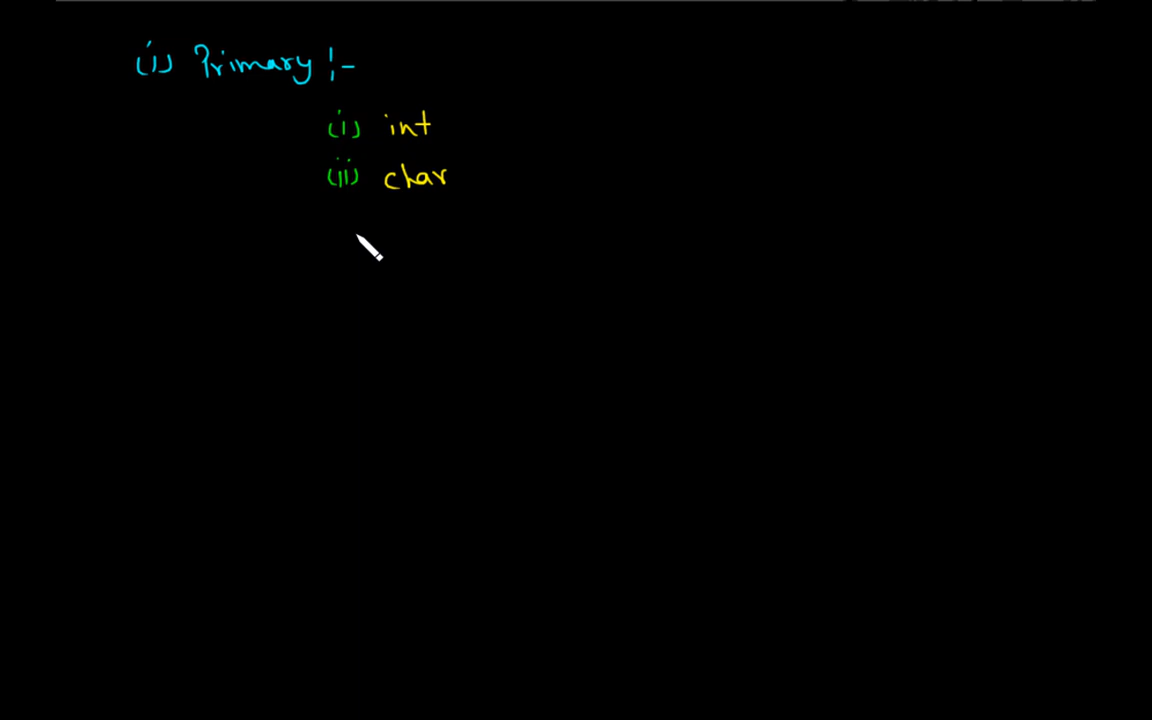 (i) Primary :-
(i) int
(ii) char